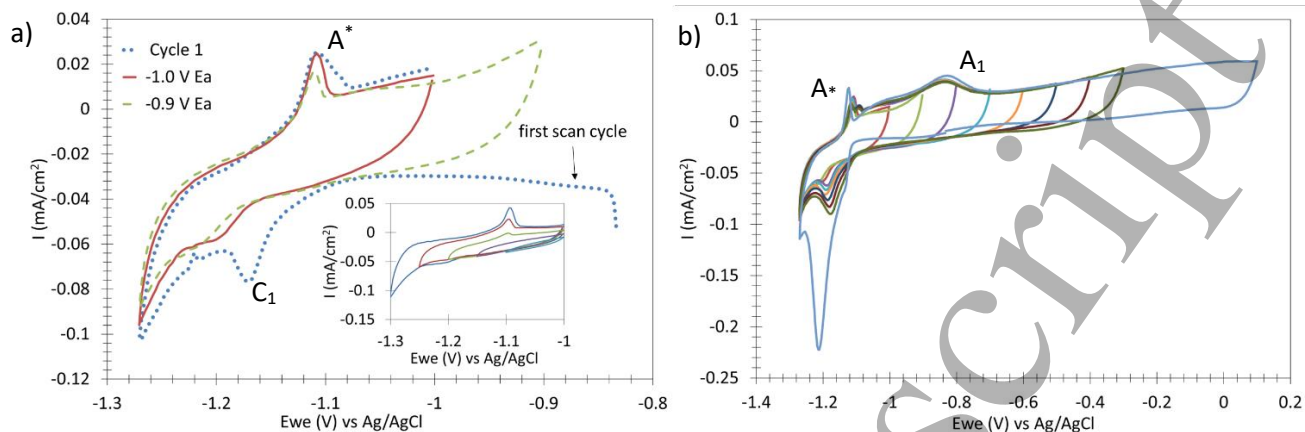 a)
0.04
0.02
0
-0.02
-0.04
-0.06
-0.08
-0.1
-0.12
I (mA/cm²)
Cycle 1
-1.0 V Ea
-0.9 V Ea
A*
first scan cycle
C₁
0.05
0
-0.05
-0.1
-0.15
I (mA/cm²)
-1.3 -1.2 -1.1 -1
Ewe (V) vs Ag/AgCl
-1.3 -1.2 -1.1 -1 -0.9 -0.8
Ewe (V) vs Ag/AgCl
b)
0.1
0.05
0
-0.05
-0.1
-0.15
-0.2
-0.25
I (mA/cm²)
A*
A₁
-1.4 -1.2 -1 -0.8 -0.6 -0.4 -0.2 0 0.2
Ewe (V) vs Ag/AgCl
script